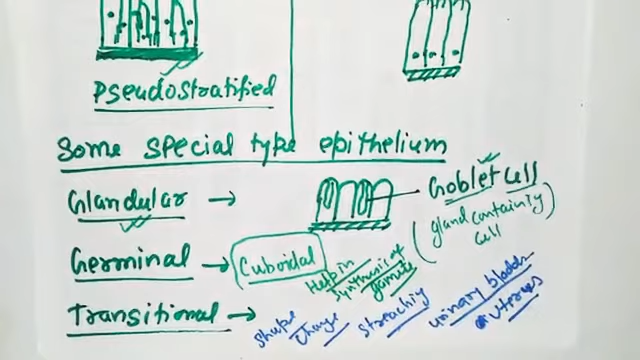 Pseudostratified
Some special type epithelium
Glandular → Goblet cell
(gland containing cell)
Germinal → Cuboidal Help in synthesis of gamete
Transitional → shape change streachiy urinary bladder uterus